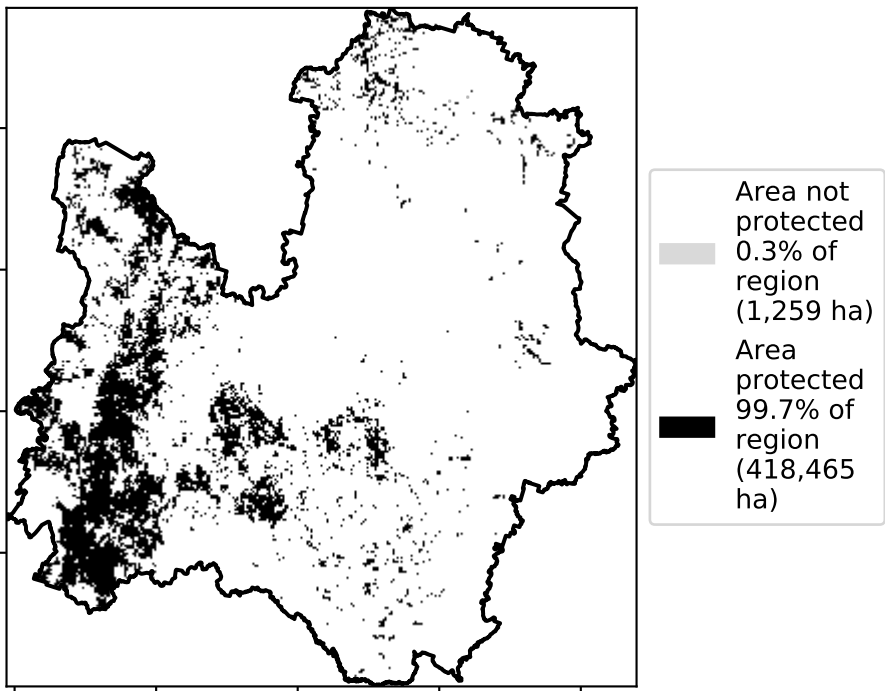 Area not
protected
0.3% of
region
(1,259 ha)
Area
protected
99.7% of
region
(418,465
ha)